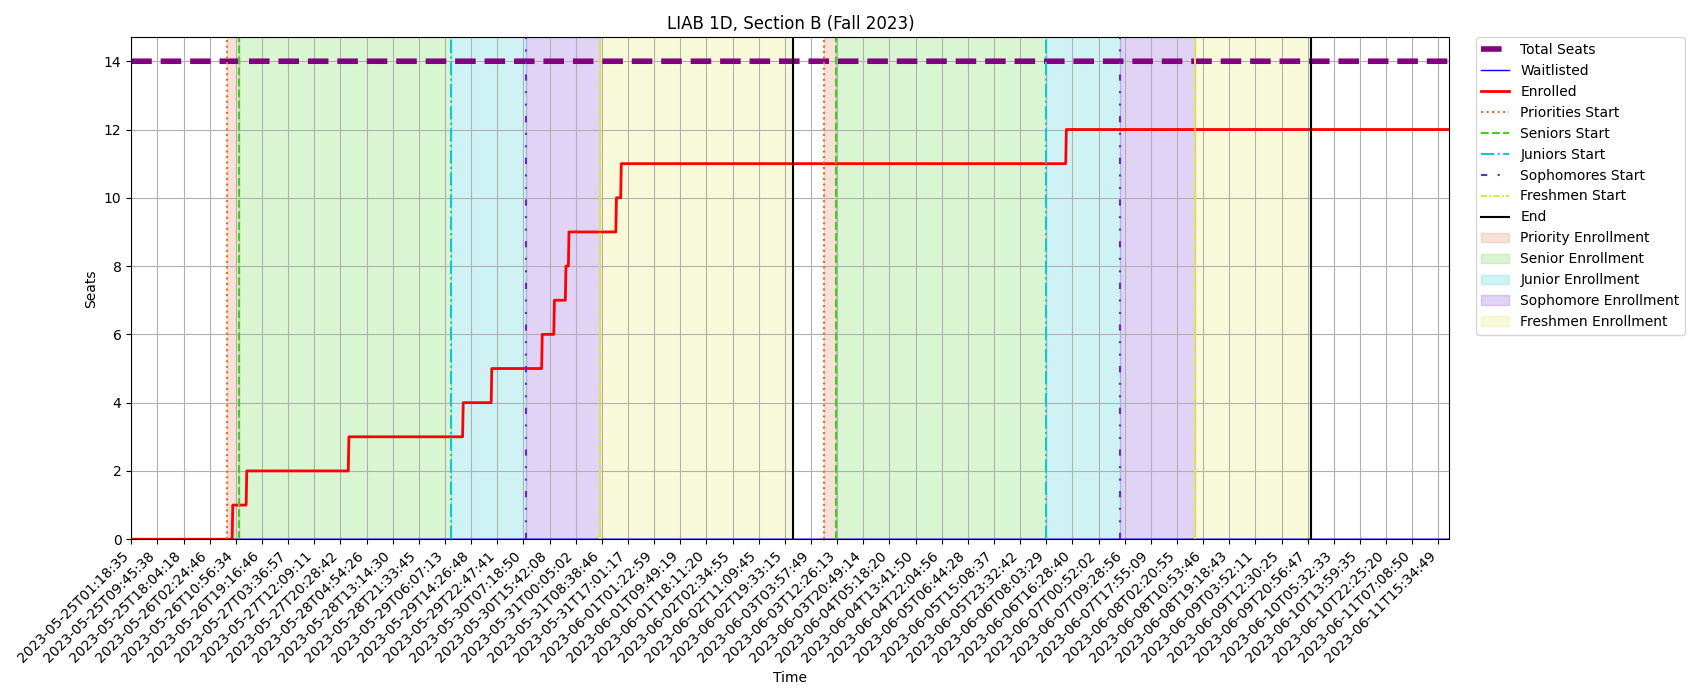 LIAB 1D, Section B (Fall 2023)
Seats
14
12
10
8
6
4
2
0
2023-05-25T01:18:35
2023-05-25T09:45:38
2023-05-25T18:04:18
2023-05-26T02:24:46
2023-05-26T10:56:34
2023-05-26T19:16:46
2023-05-27T03:36:57
2023-05-27T12:09:11
2023-05-27T20:28:42
2023-05-28T04:54:26
2023-05-28T13:14:30
2023-05-28T21:33:45
2023-05-29T06:07:13
2023-05-29T14:26:48
2023-05-29T22:47:41
2023-05-30T07:18:50
2023-05-30T15:42:08
2023-05-31T00:05:02
2023-05-31T08:38:46
2023-05-31T17:01:17
2023-06-01T01:22:59
2023-06-01T09:49:19
2023-06-01T18:11:20
2023-06-02T02:34:55
2023-06-02T11:09:45
2023-06-02T19:33:15
2023-06-03T03:57:49
2023-06-03T12:26:13
2023-06-03T20:49:14
2023-06-04T05:18:20
2023-06-04T13:41:50
2023-06-04T22:04:56
2023-06-05T06:44:28
2023-06-05T15:08:37
2023-06-05T23:32:42
2023-06-06T08:03:29
2023-06-06T16:28:40
2023-06-07T00:52:02
2023-06-07T09:28:56
2023-06-07T17:55:09
2023-06-08T02:20:55
2023-06-08T10:53:46
2023-06-08T19:18:43
2023-06-09T03:52:11
2023-06-09T12:30:25
2023-06-09T20:56:47
2023-06-10T05:32:33
2023-06-10T13:59:35
2023-06-10T22:25:20
2023-06-11T07:08:50
2023-06-11T15:34:49
Time
Total Seats
Waitlisted
Enrolled
Priorities Start
Seniors Start
Juniors Start
Sophomores Start
Freshmen Start
End
Priority Enrollment
Senior Enrollment
Junior Enrollment
Sophomore Enrollment
Freshmen Enrollment